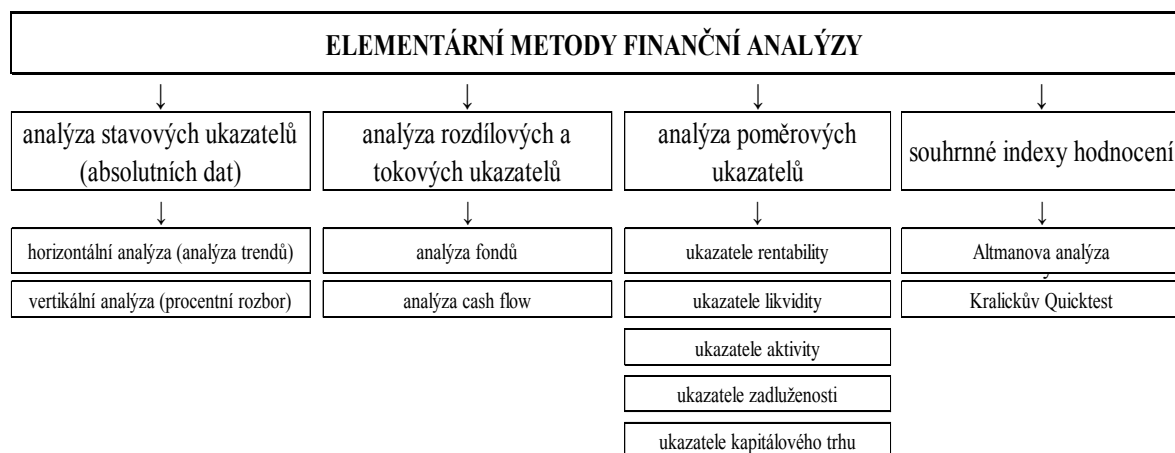 ELEMENTÁRNÍ METODY FINANČNÍ ANALÝZY
↓ ↓ ↓ ↓
analýza stavových ukazatelů
(absolutních dat)
analýza rozdílových a
tokových ukazatelů
analýza poměrových
ukazatelů
souhrnné indexy hodnocení
↓ ↓ ↓ ↓
horizontální analýza (analýza trendů)
vertikální analýza (procentní rozbor)
analýza fondů
analýza cash flow
ukazatele rentability
ukazatele likvidity
ukazatele aktivity
ukazatele zadluženosti
ukazatele kapitálového trhu
Altmanova analýza
Kralickův Quicktest